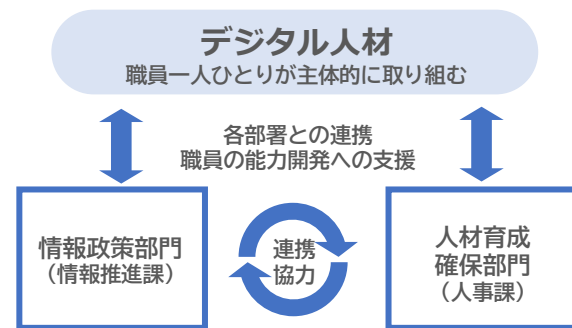 デジタル人材
職員一人ひとりが主体的に取り組む
各部署との連携
職員の能力開発への支援
情報政策部門
（情報推進課）
連携
協力
人材育成
確保部門
（人事課）